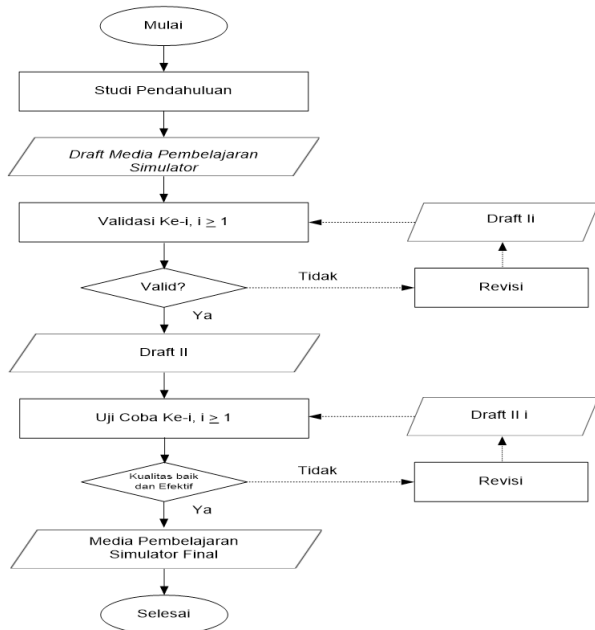 Mulai
Studi Pendahuluan
Draft Media Pembelajaran
Simulator
Validasi Ke-i, i ≥ 1
Draft Ii
Valid?
Tidak
Revisi
Ya
Draft II
Uji Coba Ke-i, i ≥ 1
Draft II i
Kualitas baik
dan Efektif
Tidak
Revisi
Ya
Media Pembelajaran
Simulator Final
Selesai